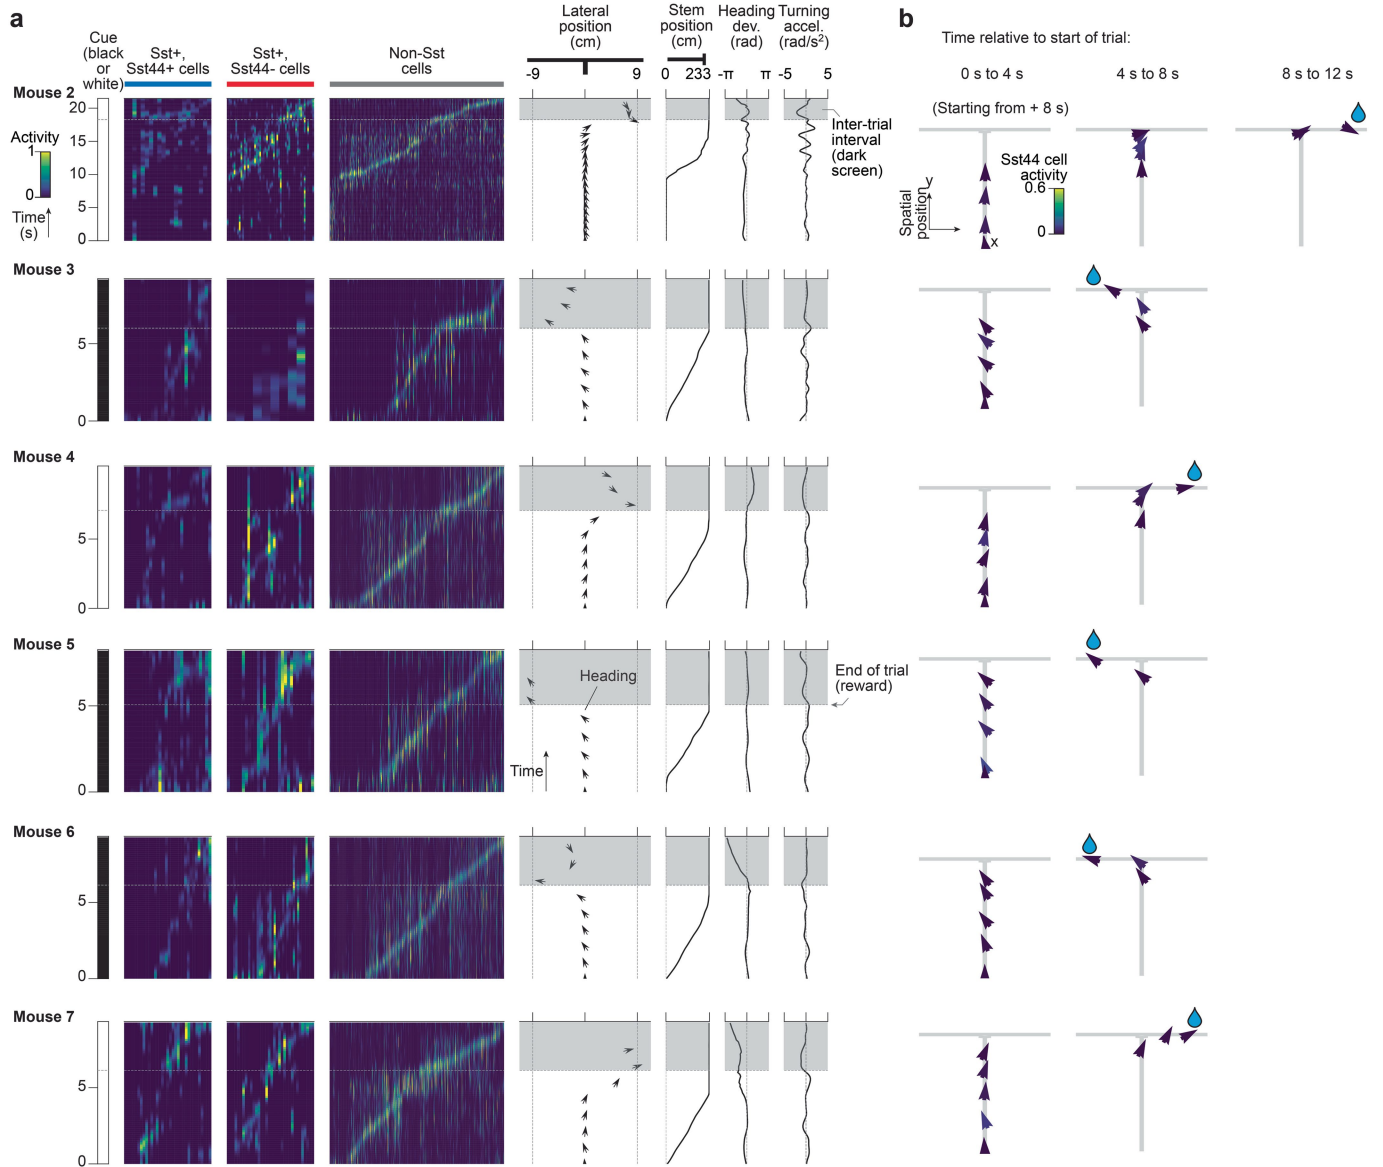 a
Cue
(black
or
white)
Sst+,
Sst44+ cells
Sst+,
Sst44- cells
Non-Sst
cells
Lateral
position
(cm)
-9
9
Stem
position
(cm)
0
233
Heading
dev.
(rad)
-π
π
Turning
accel.
(rad/s²)
-5
5
Mouse 2
Activity
1
0
Time
(s)
20
15
10
5
0
Inter-trial
interval
(dark
screen)
Mouse 3
5
0
Mouse 4
5
0
Mouse 5
5
0
Heading
Time
End of trial
(reward)
Mouse 6
5
0
Mouse 7
5
0
b
Time relative to start of trial:
0 s to 4 s
4 s to 8 s
8 s to 12 s
(Starting from + 8 s)
Sst44 cell
activity
0.6
0
Spatial
position
y
x